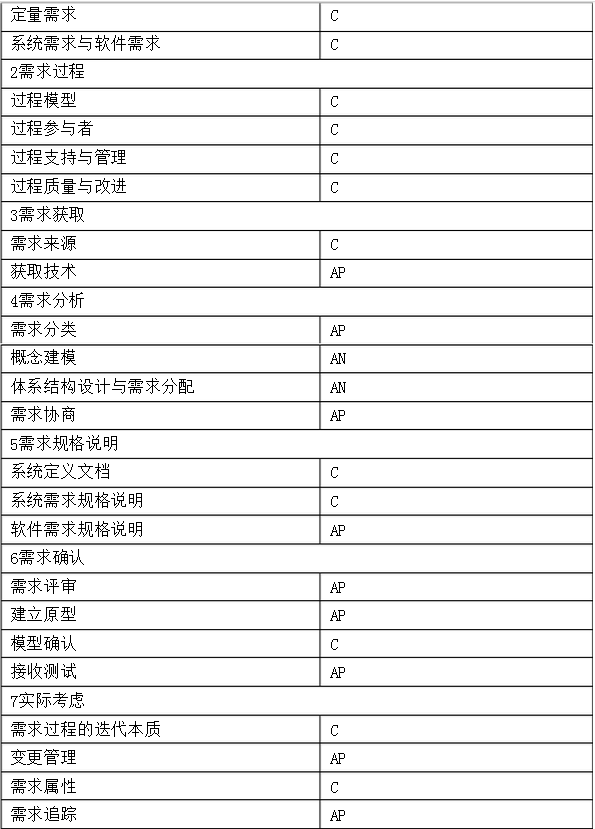 定量需求 C
系统需求与软件需求 C
2需求过程
过程模型 C
过程参与者 C
过程支持与管理 C
过程质量与改进 C
3需求获取
需求来源 C
获取技术 AP
4需求分析
需求分类 AP
概念建模 AN
体系结构设计与需求分配 AN
需求协商 AP
5需求规格说明
系统定义文档 C
系统需求规格说明 C
软件需求规格说明 AP
6需求确认
需求评审 AP
建立原型 AP
模型确认 C
接收测试 AP
7实际考虑
需求过程的迭代本质 C
变更管理 AP
需求属性 C
需求追踪 AP